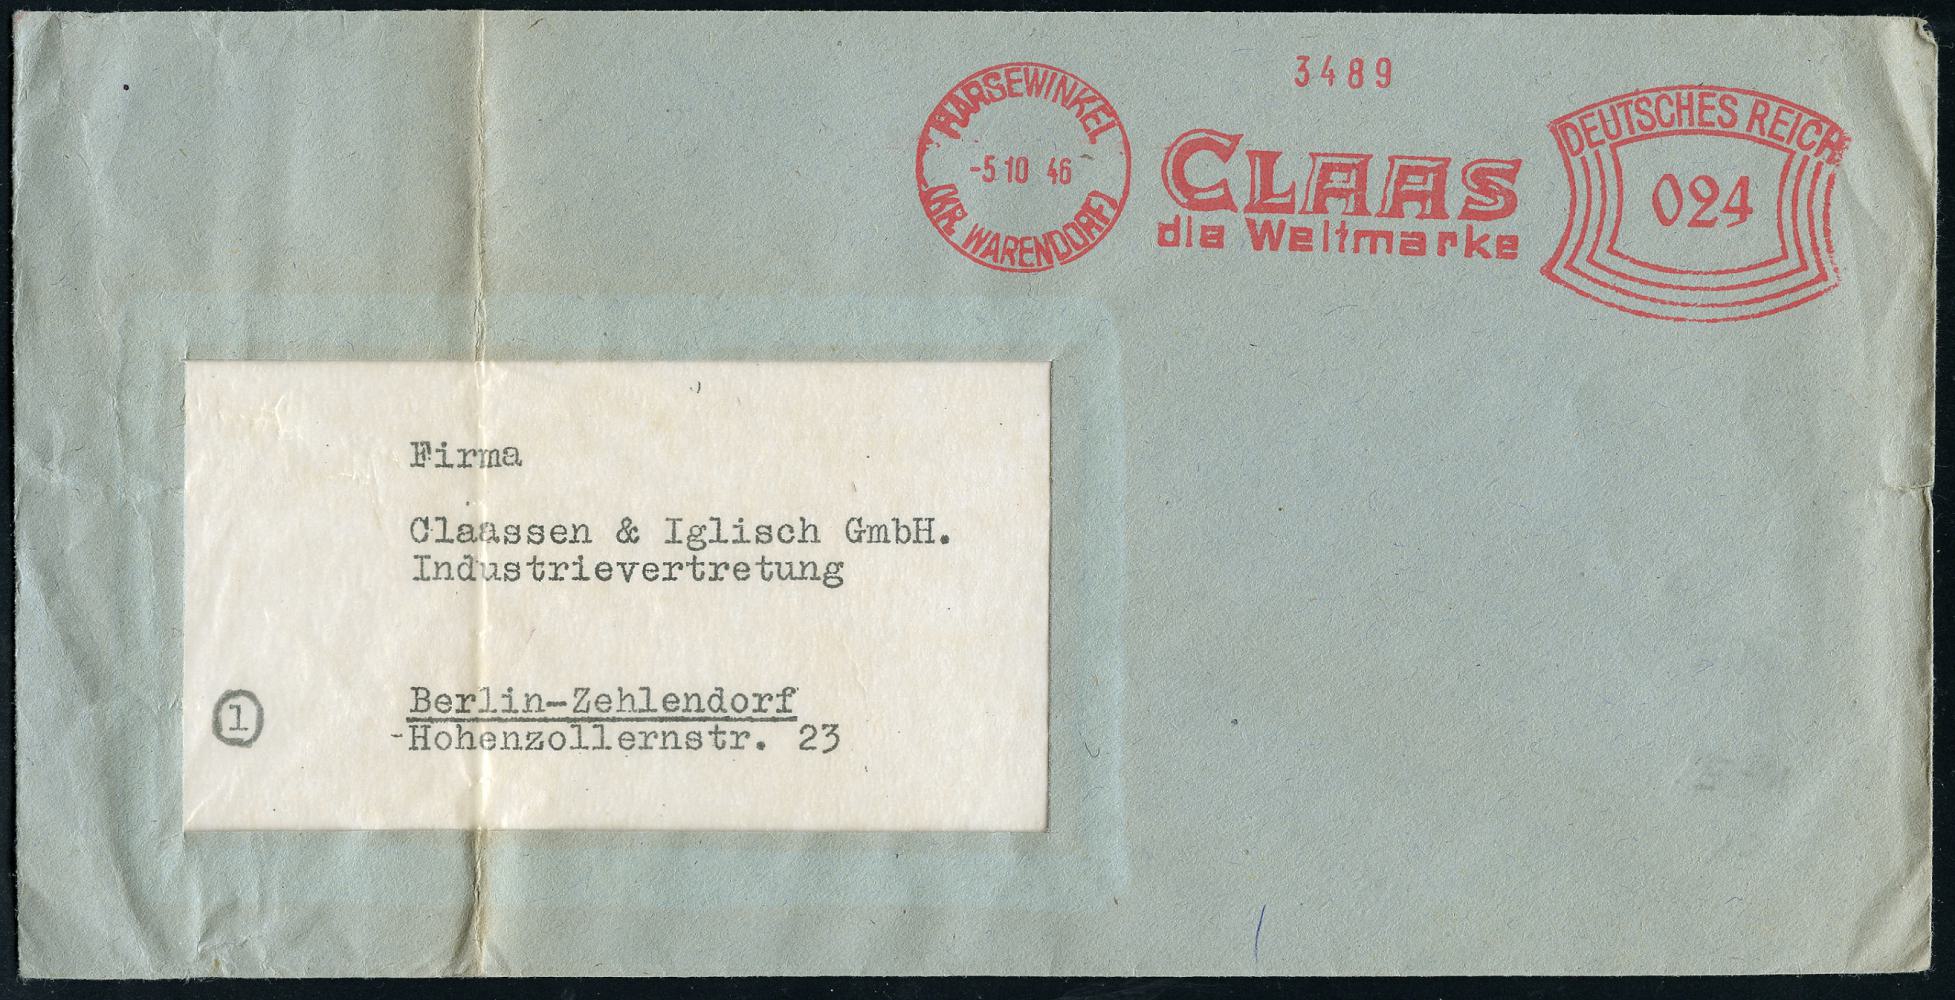 3489
HARSEWINKEL
-5.10 46
(KR. WARENDORF)
CLAAS
die Weltmarke
DEUTSCHES REICH
024
Firma
Claassen & Iglisch GmbH.
Industrievertretung
1
Berlin-Zehlendorf
-Hohenzollernstr. 23